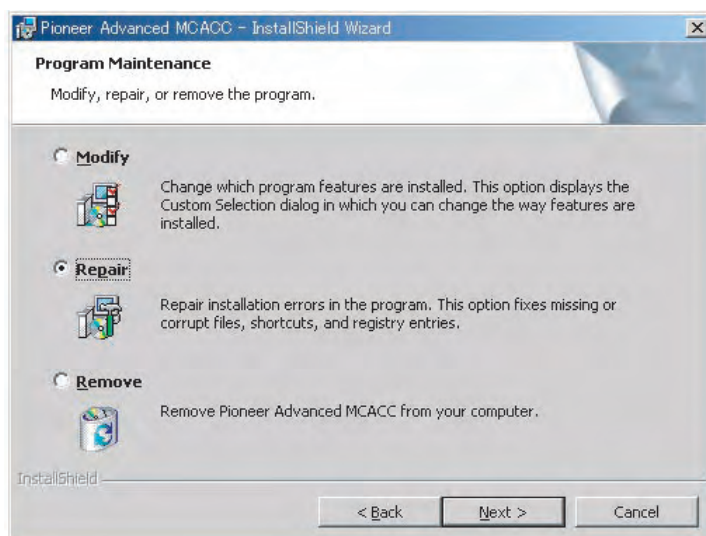 Pioneer Advanced MCACC - InstallShield Wizard
Program Maintenance
Modify, repair, or remove the program.
Modify
Change which program features are installed. This option displays the
Custom Selection dialog in which you can change the way features are
installed.
Repair
Repair installation errors in the program. This option fixes missing or
corrupt files, shortcuts, and registry entries.
Remove
Remove Pioneer Advanced MCACC from your computer.
InstallShield
< Back
Next >
Cancel